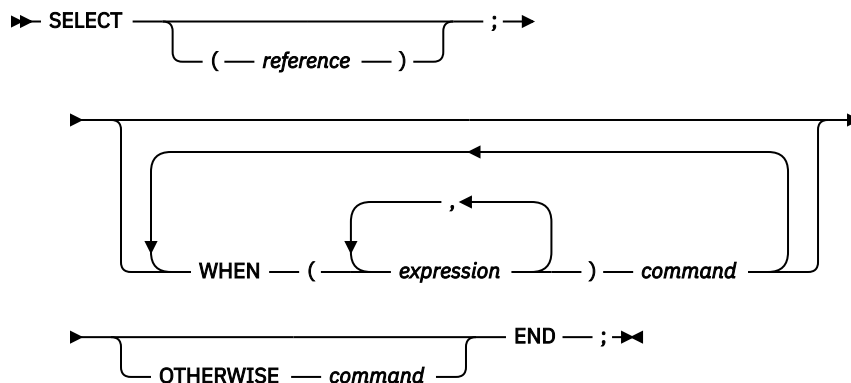 SELECT ;
( reference )
,
WHEN ( expression ) command
END ;
OTHERWISE command